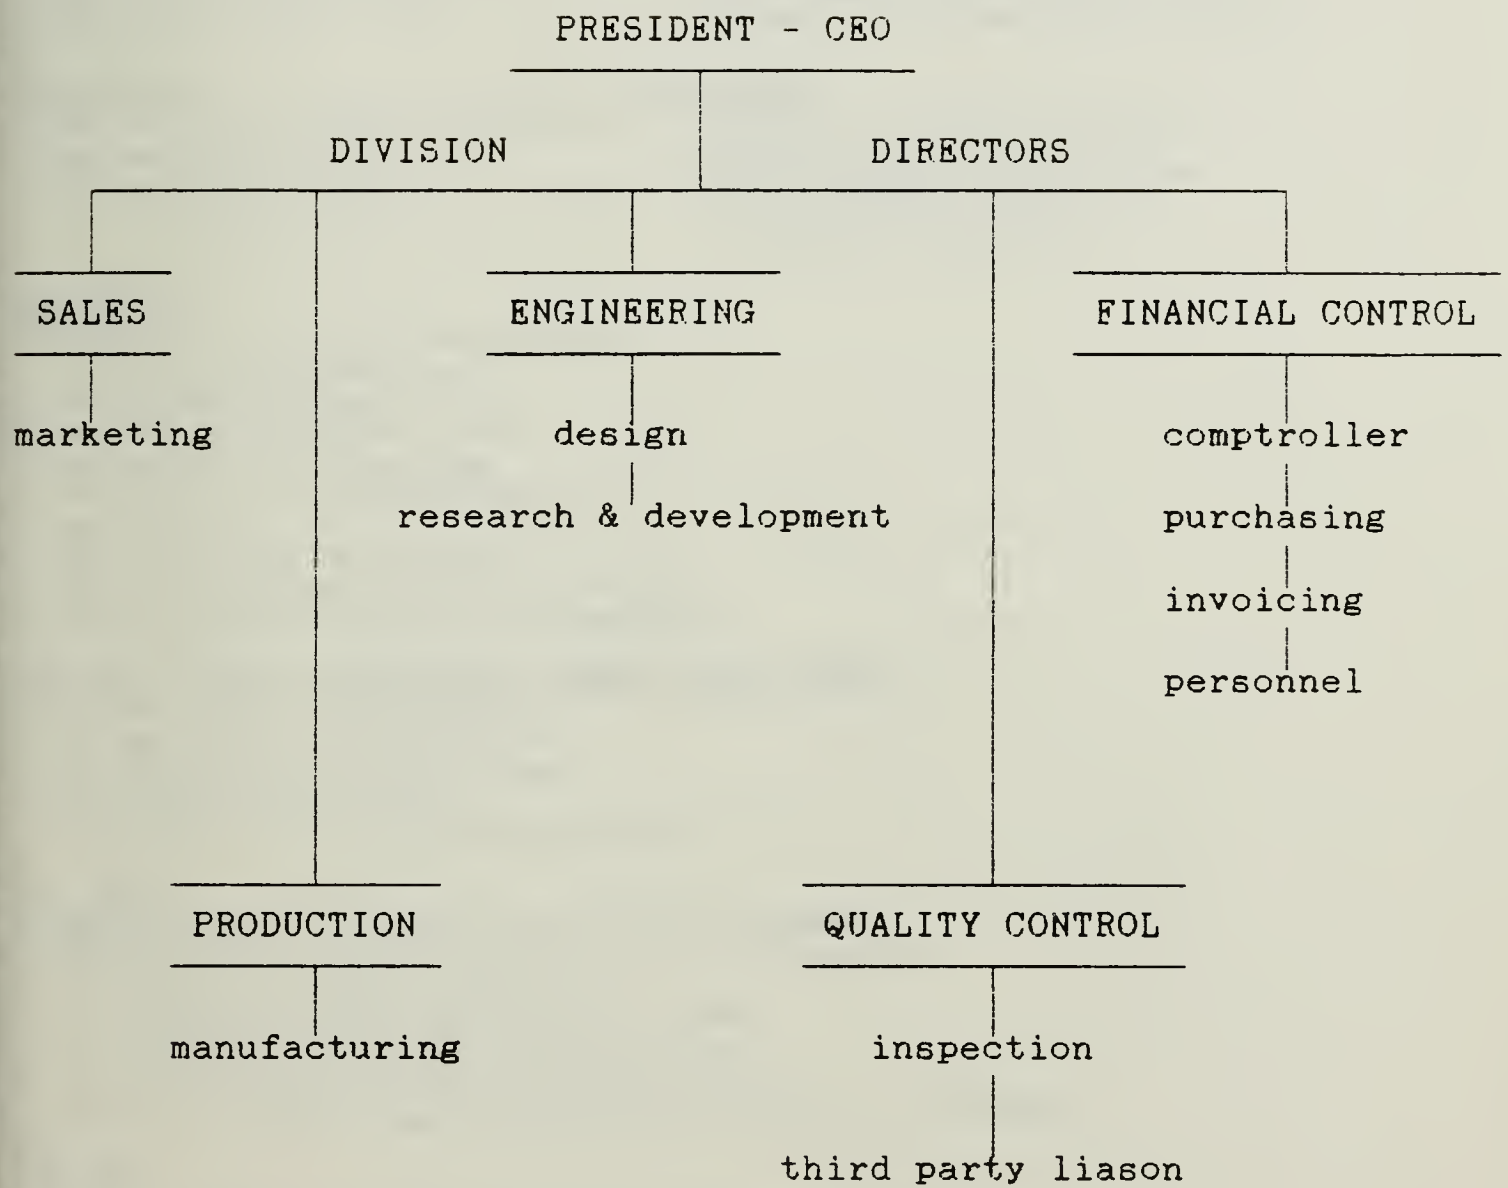 PRESIDENT - CEO
DIVISION DIRECTORS
SALES ENGINEERING FINANCIAL CONTROL
marketing design comptroller
research & development purchasing
invoicing
personnel
PRODUCTION QUALITY CONTROL
manufacturing inspection
third party liason